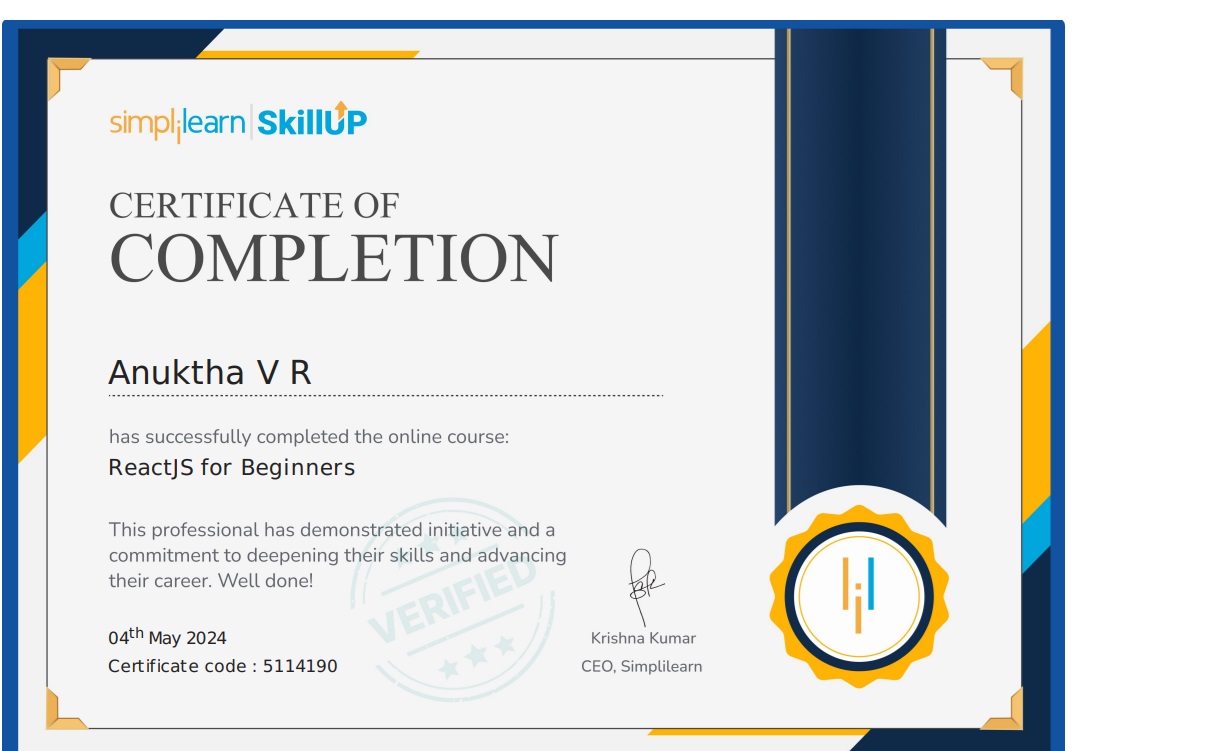 simplilearn | SkillUP
CERTIFICATE OF
COMPLETION
Anuktha V R
has successfully completed the online course:
ReactJS for Beginners
This professional has demonstrated initiative and a
commitment to deepening their skills and advancing
their career. Well done!
VERIFIED
04th May 2024
Certificate code : 5114190
Krishna Kumar
CEO, Simplilearn